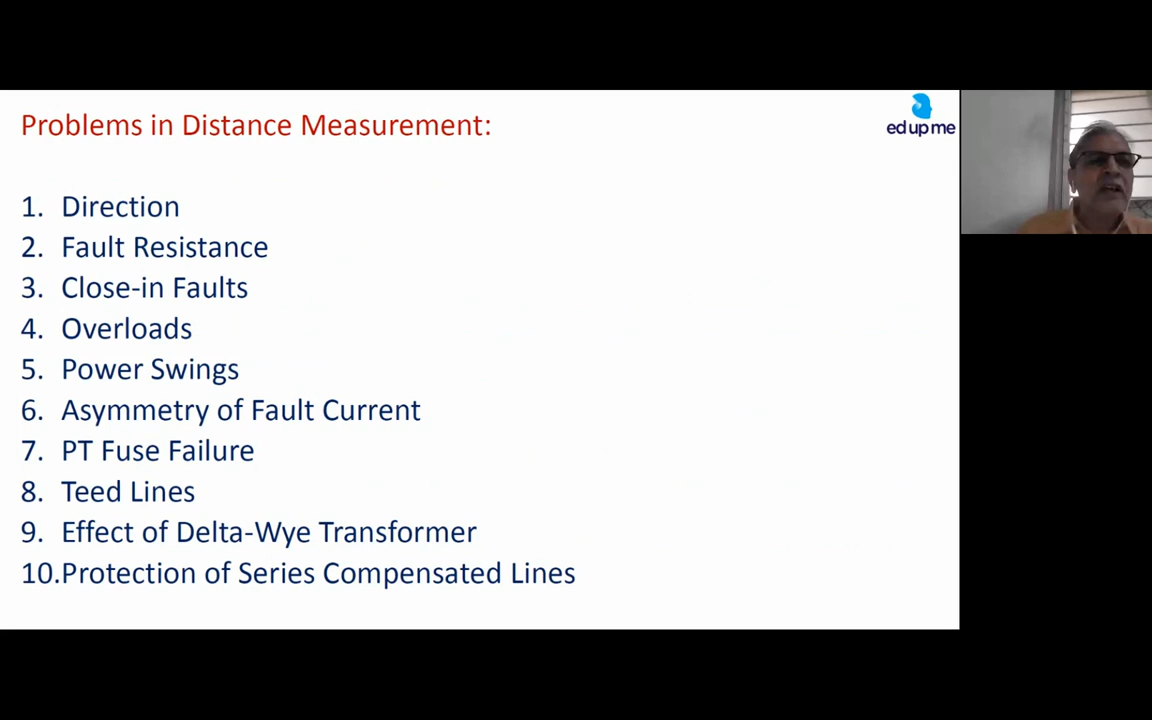 Problems in Distance Measurement:
ed up me
1. Direction
2. Fault Resistance
3. Close-in Faults
4. Overloads
5. Power Swings
6. Asymmetry of Fault Current
7. PT Fuse Failure
8. Teed Lines
9. Effect of Delta-Wye Transformer
10.Protection of Series Compensated Lines